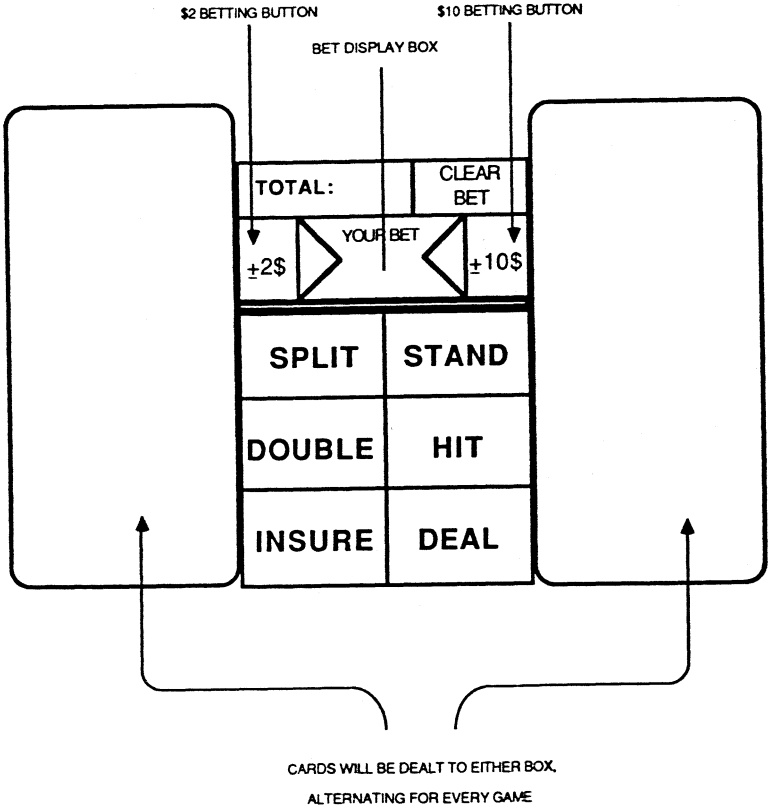 $2 BETTING BUTTON
$10 BETTING BUTTON
BET DISPLAY BOX
TOTAL:
CLEAR
BET
YOUR BET
±2$
±10$
SPLIT
STAND
DOUBLE
HIT
INSURE
DEAL
CARDS WILL BE DEALT TO EITHER BOX,
ALTERNATING FOR EVERY GAME